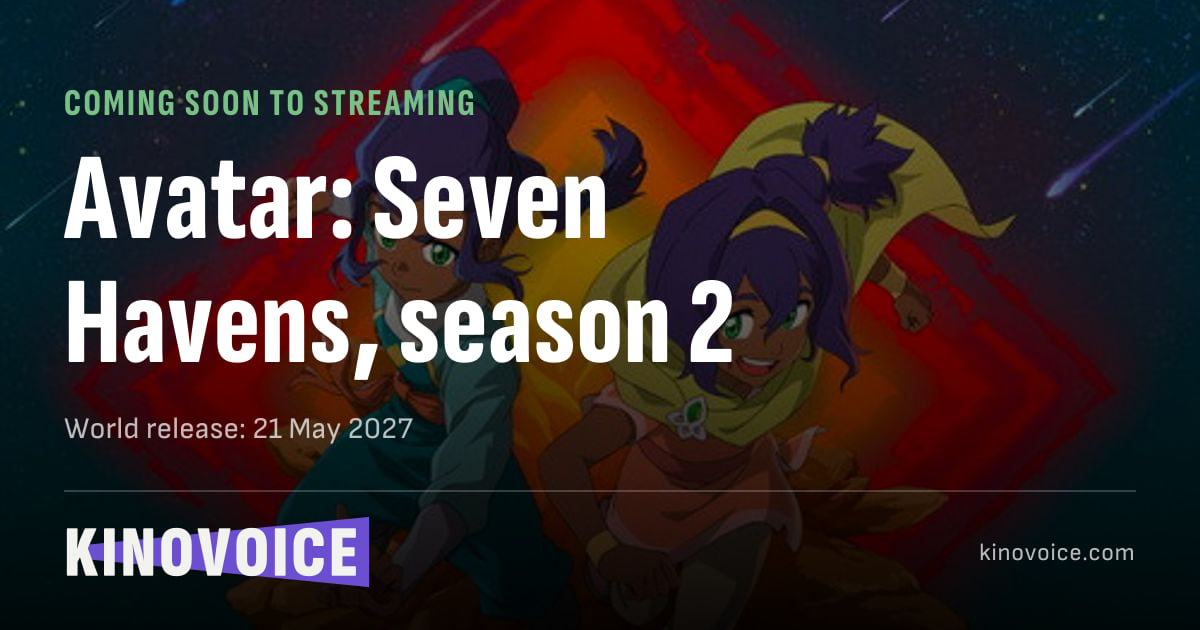 COMING SOON TO STREAMING
Avatar: Seven
Havens, season 2
World release: 21 May 2027
KINOVOICE
kinovoice.com